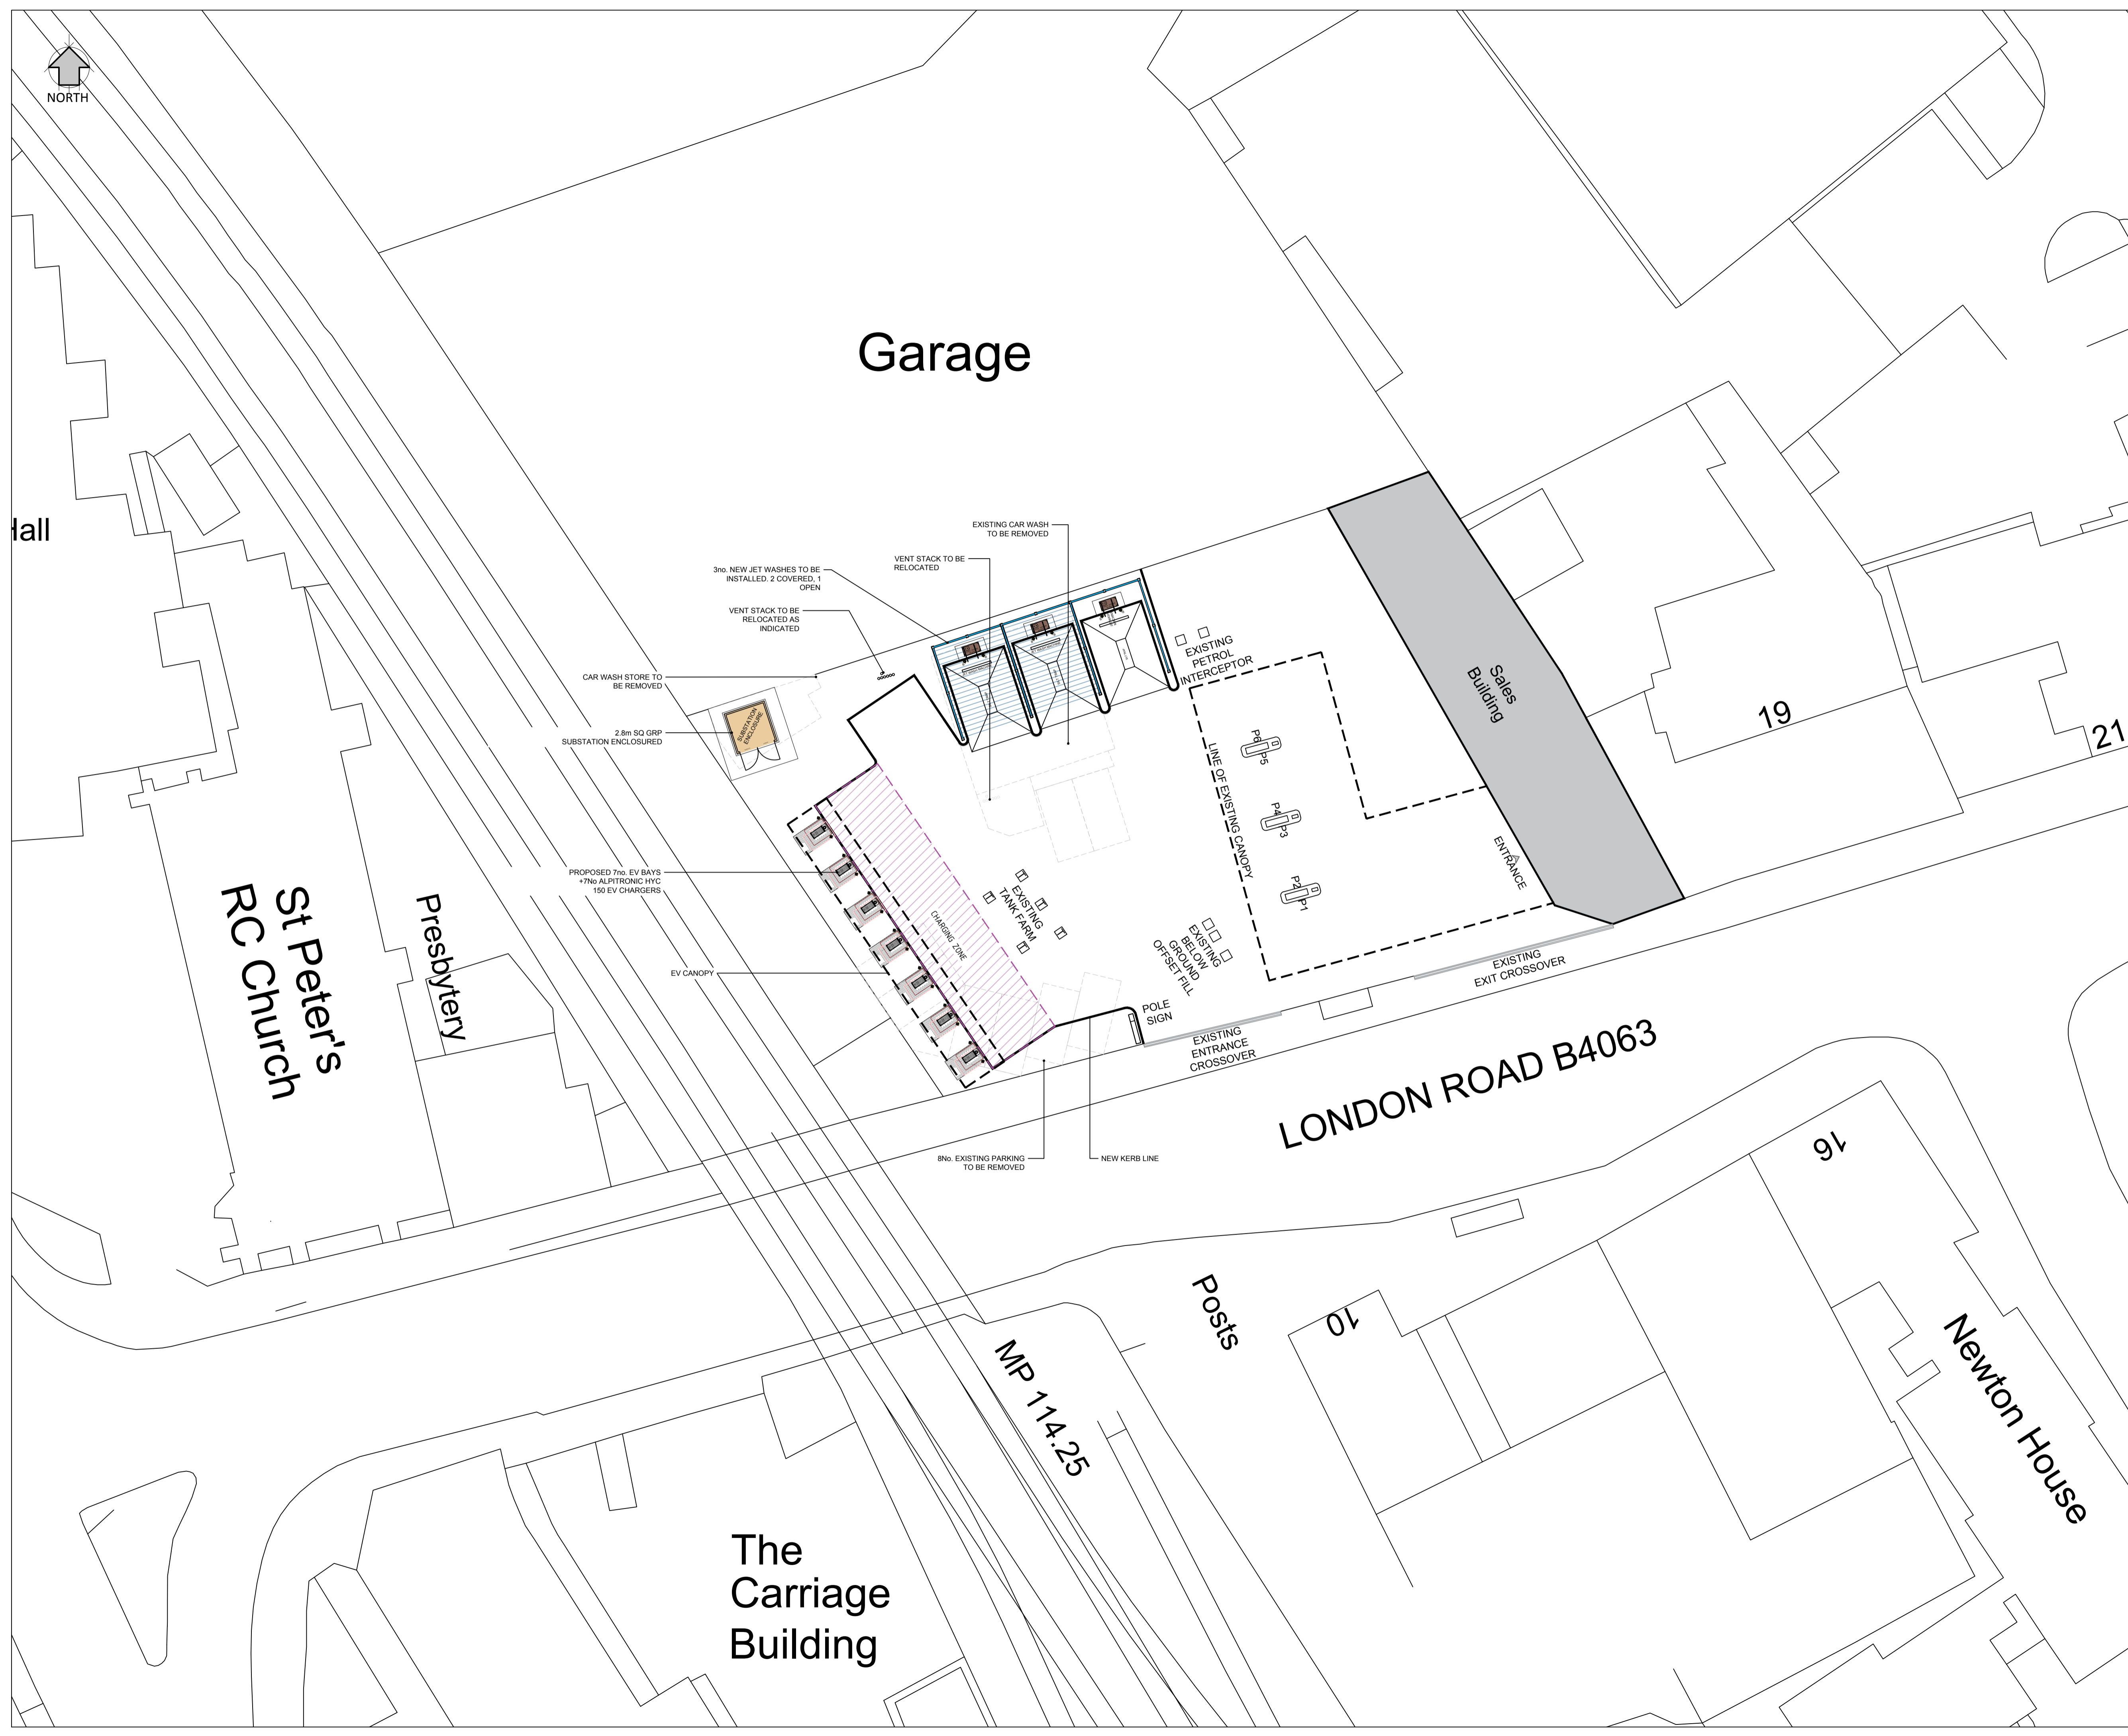 NORTH
Garage
Hall
EXISTING CAR WASH
TO BE REMOVED
VENT STACK TO BE
RELOCATED
3no. NEW JET WASHES TO BE
INSTALLED. 2 COVERED, 1
OPEN
VENT STACK TO BE
RELOCATED AS
INDICATED
CAR WASH STORE TO
BE REMOVED
2.8m SQ GRP
SUBSTATION ENCLOSED
SUBSTATION
ENCLOSURE
EXISTING
PETROL
INTERCEPTOR
Sales
Building
19
21
LINE OF EXISTING CANOPY
P6
P5
P4
P3
P2
P1
ENTRANCE
PROPOSED 7no. EV BAYS
+7No ALPITRONIC HYC
150 EV CHARGERS
EV CANOPY
CHARGING ZONE
EXISTING
TANK FARM
EXISTING
BELOW
GROUND
OFFSET FILL
POLE
SIGN
EXISTING
ENTRANCE
CROSSOVER
EXISTING
EXIT CROSSOVER
LONDON ROAD B4063
8No. EXISTING PARKING
TO BE REMOVED
NEW KERB LINE
St Peter's
RC Church
Presbytery
16
10
Posts
MP 114.25
Newton House
The
Carriage
Building